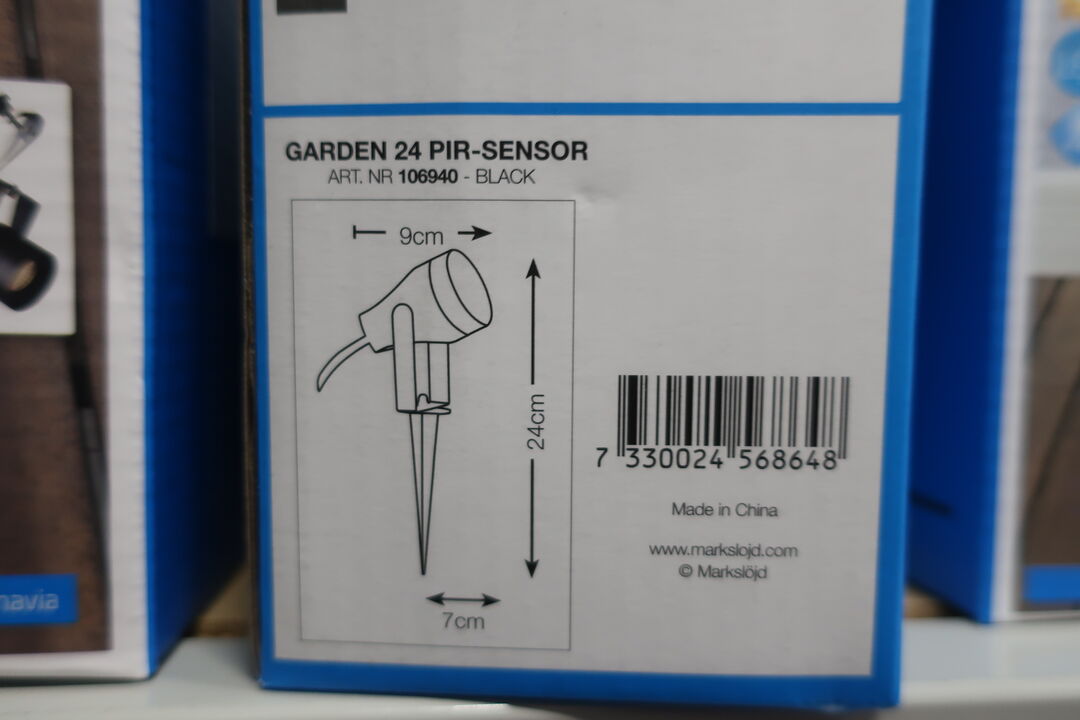 GARDEN 24 PIR-SENSOR
ART. NR 106940 - BLACK
9cm
24cm
7cm
7 330024 568648
Made in China
www.markslojd.com
© Markslöjd
navia